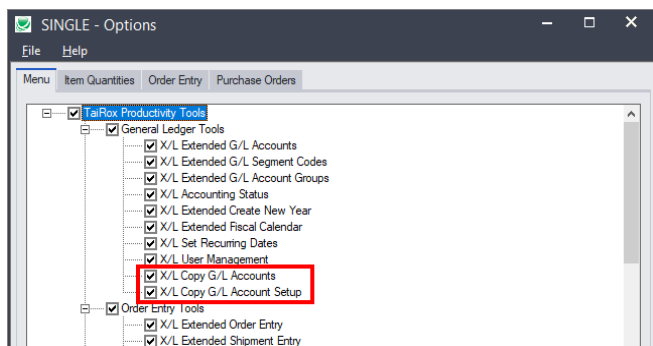 SINGLE - Options
File Help
Menu Item Quantities Order Entry Purchase Orders
TaiRox Productivity Tools
General Ledger Tools
X/L Extended G/L Accounts
X/L Extended G/L Segment Codes
X/L Extended G/L Account Groups
X/L Accounting Status
X/L Extended Create New Year
X/L Extended Fiscal Calendar
X/L Set Recurring Dates
X/L User Management
X/L Copy G/L Accounts
X/L Copy G/L Account Setup
Order Entry Tools
X/L Extended Order Entry
X/L Extended Shipment Entry